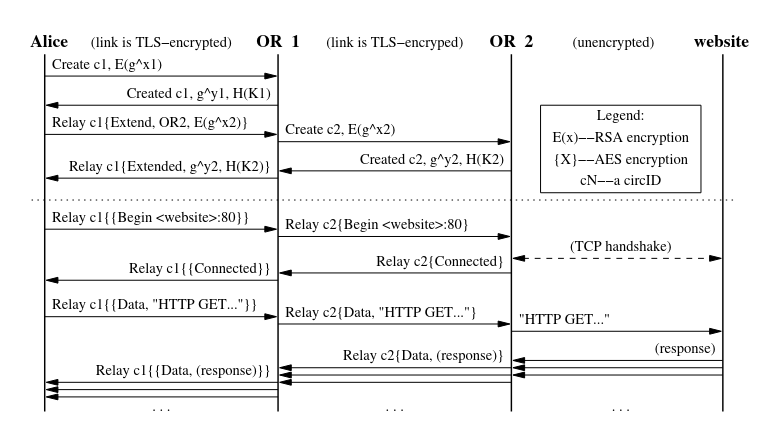 Alice (link is TLS−encrypted) OR 1 (link is TLS−encryped) OR 2 (unencrypted) website
Create c1, E(g^x1)
Created c1, g^y1, H(K1)
Relay c1{Extend, OR2, E(g^x2)}
Create c2, E(g^x2)
Created c2, g^y2, H(K2)
Relay c1{Extended, g^y2, H(K2)}
Legend:
E(x)−−RSA encryption
{X}−−AES encryption
cN−−a circID
Relay c1{{Begin <website>:80}}
Relay c2{Begin <website>:80}
(TCP handshake)
Relay c2{Connected}
Relay c1{{Connected}}
Relay c1{{Data, "HTTP GET..."}}
Relay c2{Data, "HTTP GET..."}
"HTTP GET..."
(response)
Relay c2{Data, (response)}
Relay c1{{Data, (response)}}
. . . . . . . . .